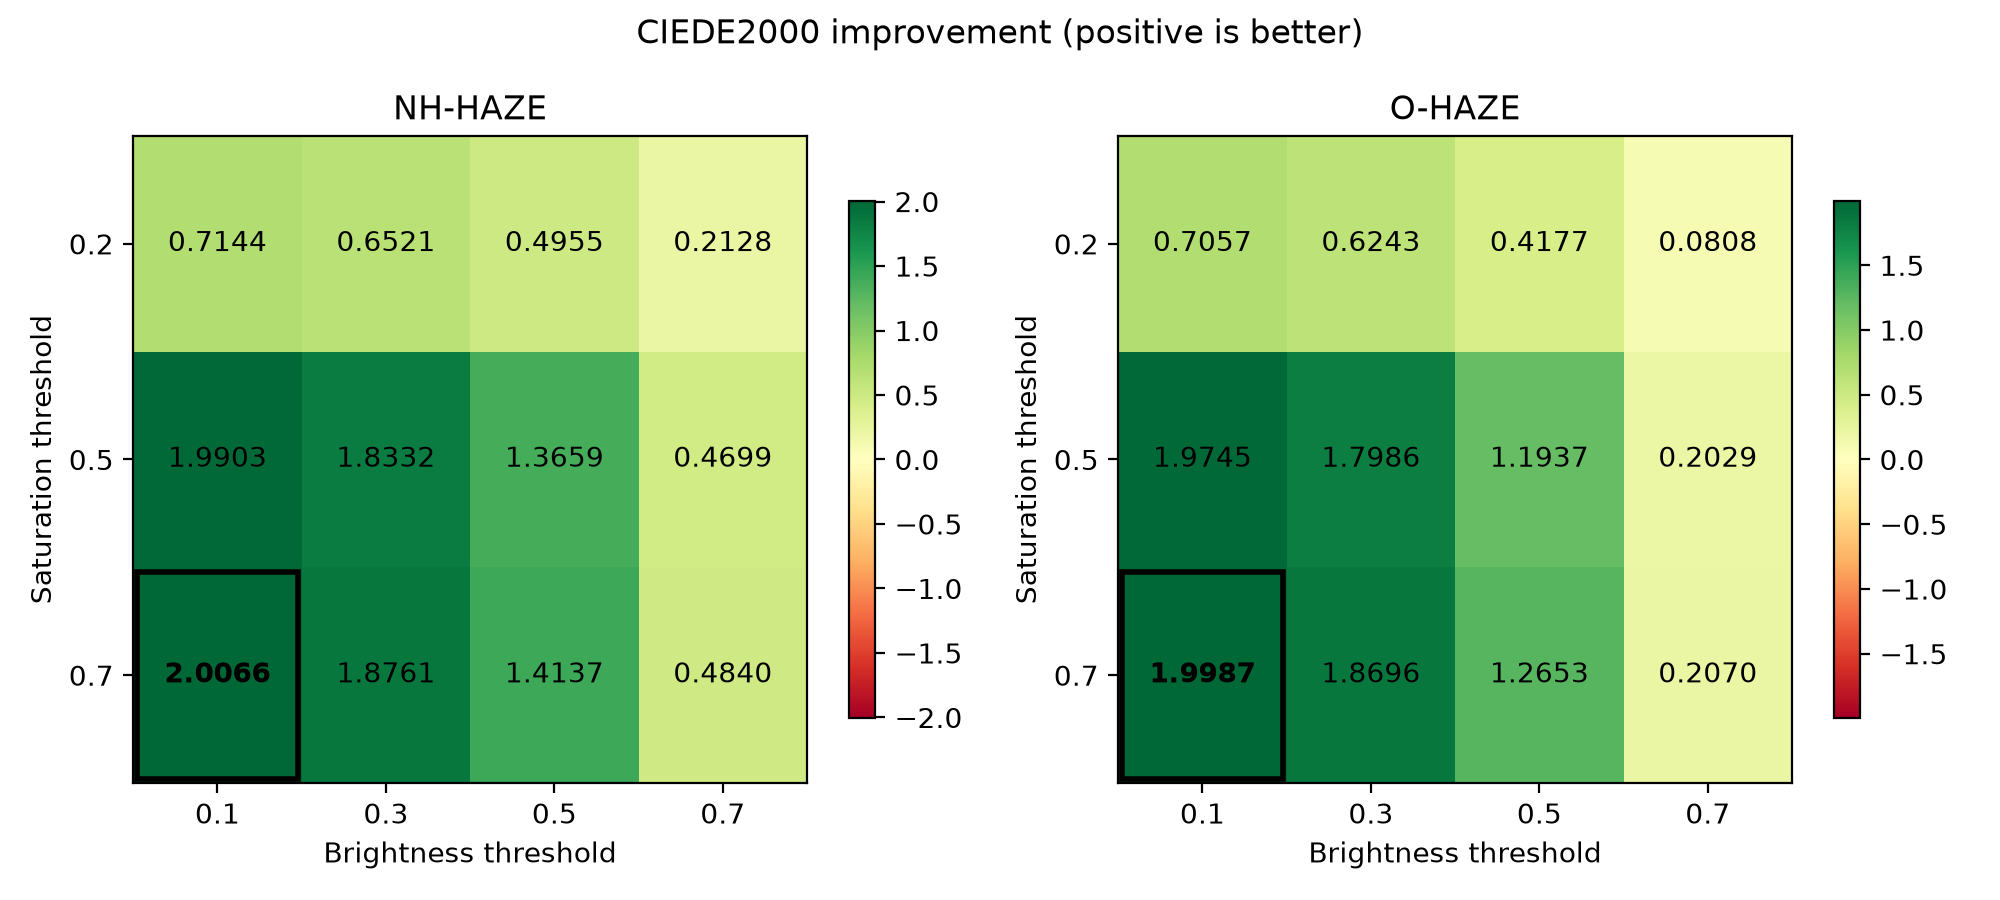 CIEDE2000 improvement (positive is better)
NH-HAZE
0.2 0.7144 0.6521 0.4955 0.2128
0.5 1.9903 1.8332 1.3659 0.4699
0.7 2.0066 1.8761 1.4137 0.4840
0.1 0.3 0.5 0.7
Brightness threshold
Saturation threshold
2.0
1.5
1.0
0.5
0.0
−0.5
−1.0
−1.5
−2.0
O-HAZE
0.2 0.7057 0.6243 0.4177 0.0808
0.5 1.9745 1.7986 1.1937 0.2029
0.7 1.9987 1.8696 1.2653 0.2070
0.1 0.3 0.5 0.7
Brightness threshold
Saturation threshold
1.5
1.0
0.5
0.0
−0.5
−1.0
−1.5